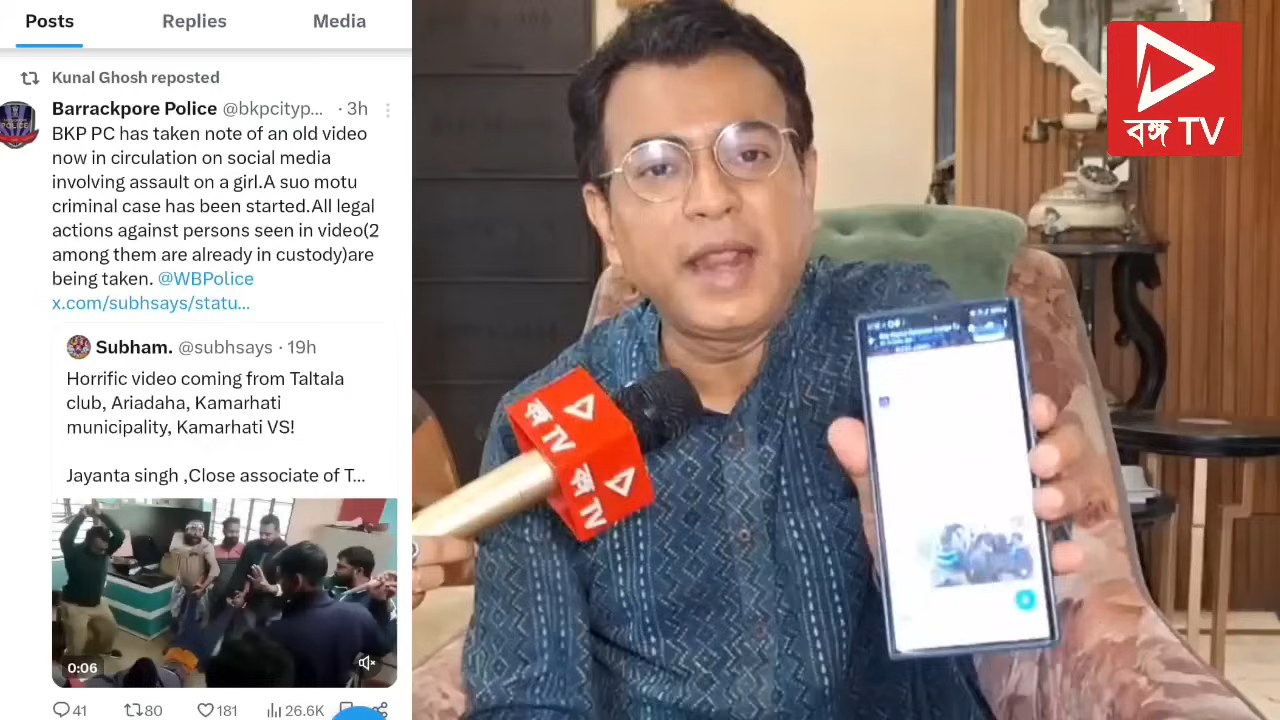 Posts Replies Media
Kunal Ghosh reposted
Barrackpore Police @bkpcityp... · 3h
BKP PC has taken note of an old video
now in circulation on social media
involving assault on a girl.A suo motu
criminal case has been started.All legal
actions against persons seen in video(2
among them are already in custody)are
being taken. @WBPolice
x.com/subhsays/statu...
Subham. @subhsays · 19h
Horrific video coming from Taltala
club, Ariadaha, Kamarhati
municipality, Kamarhati VS!
Jayanta singh ,Close associate of T...
0:06
41 80 181 26.6K
বঙ্গ TV
বঙ্গ TV
বঙ্গ TV